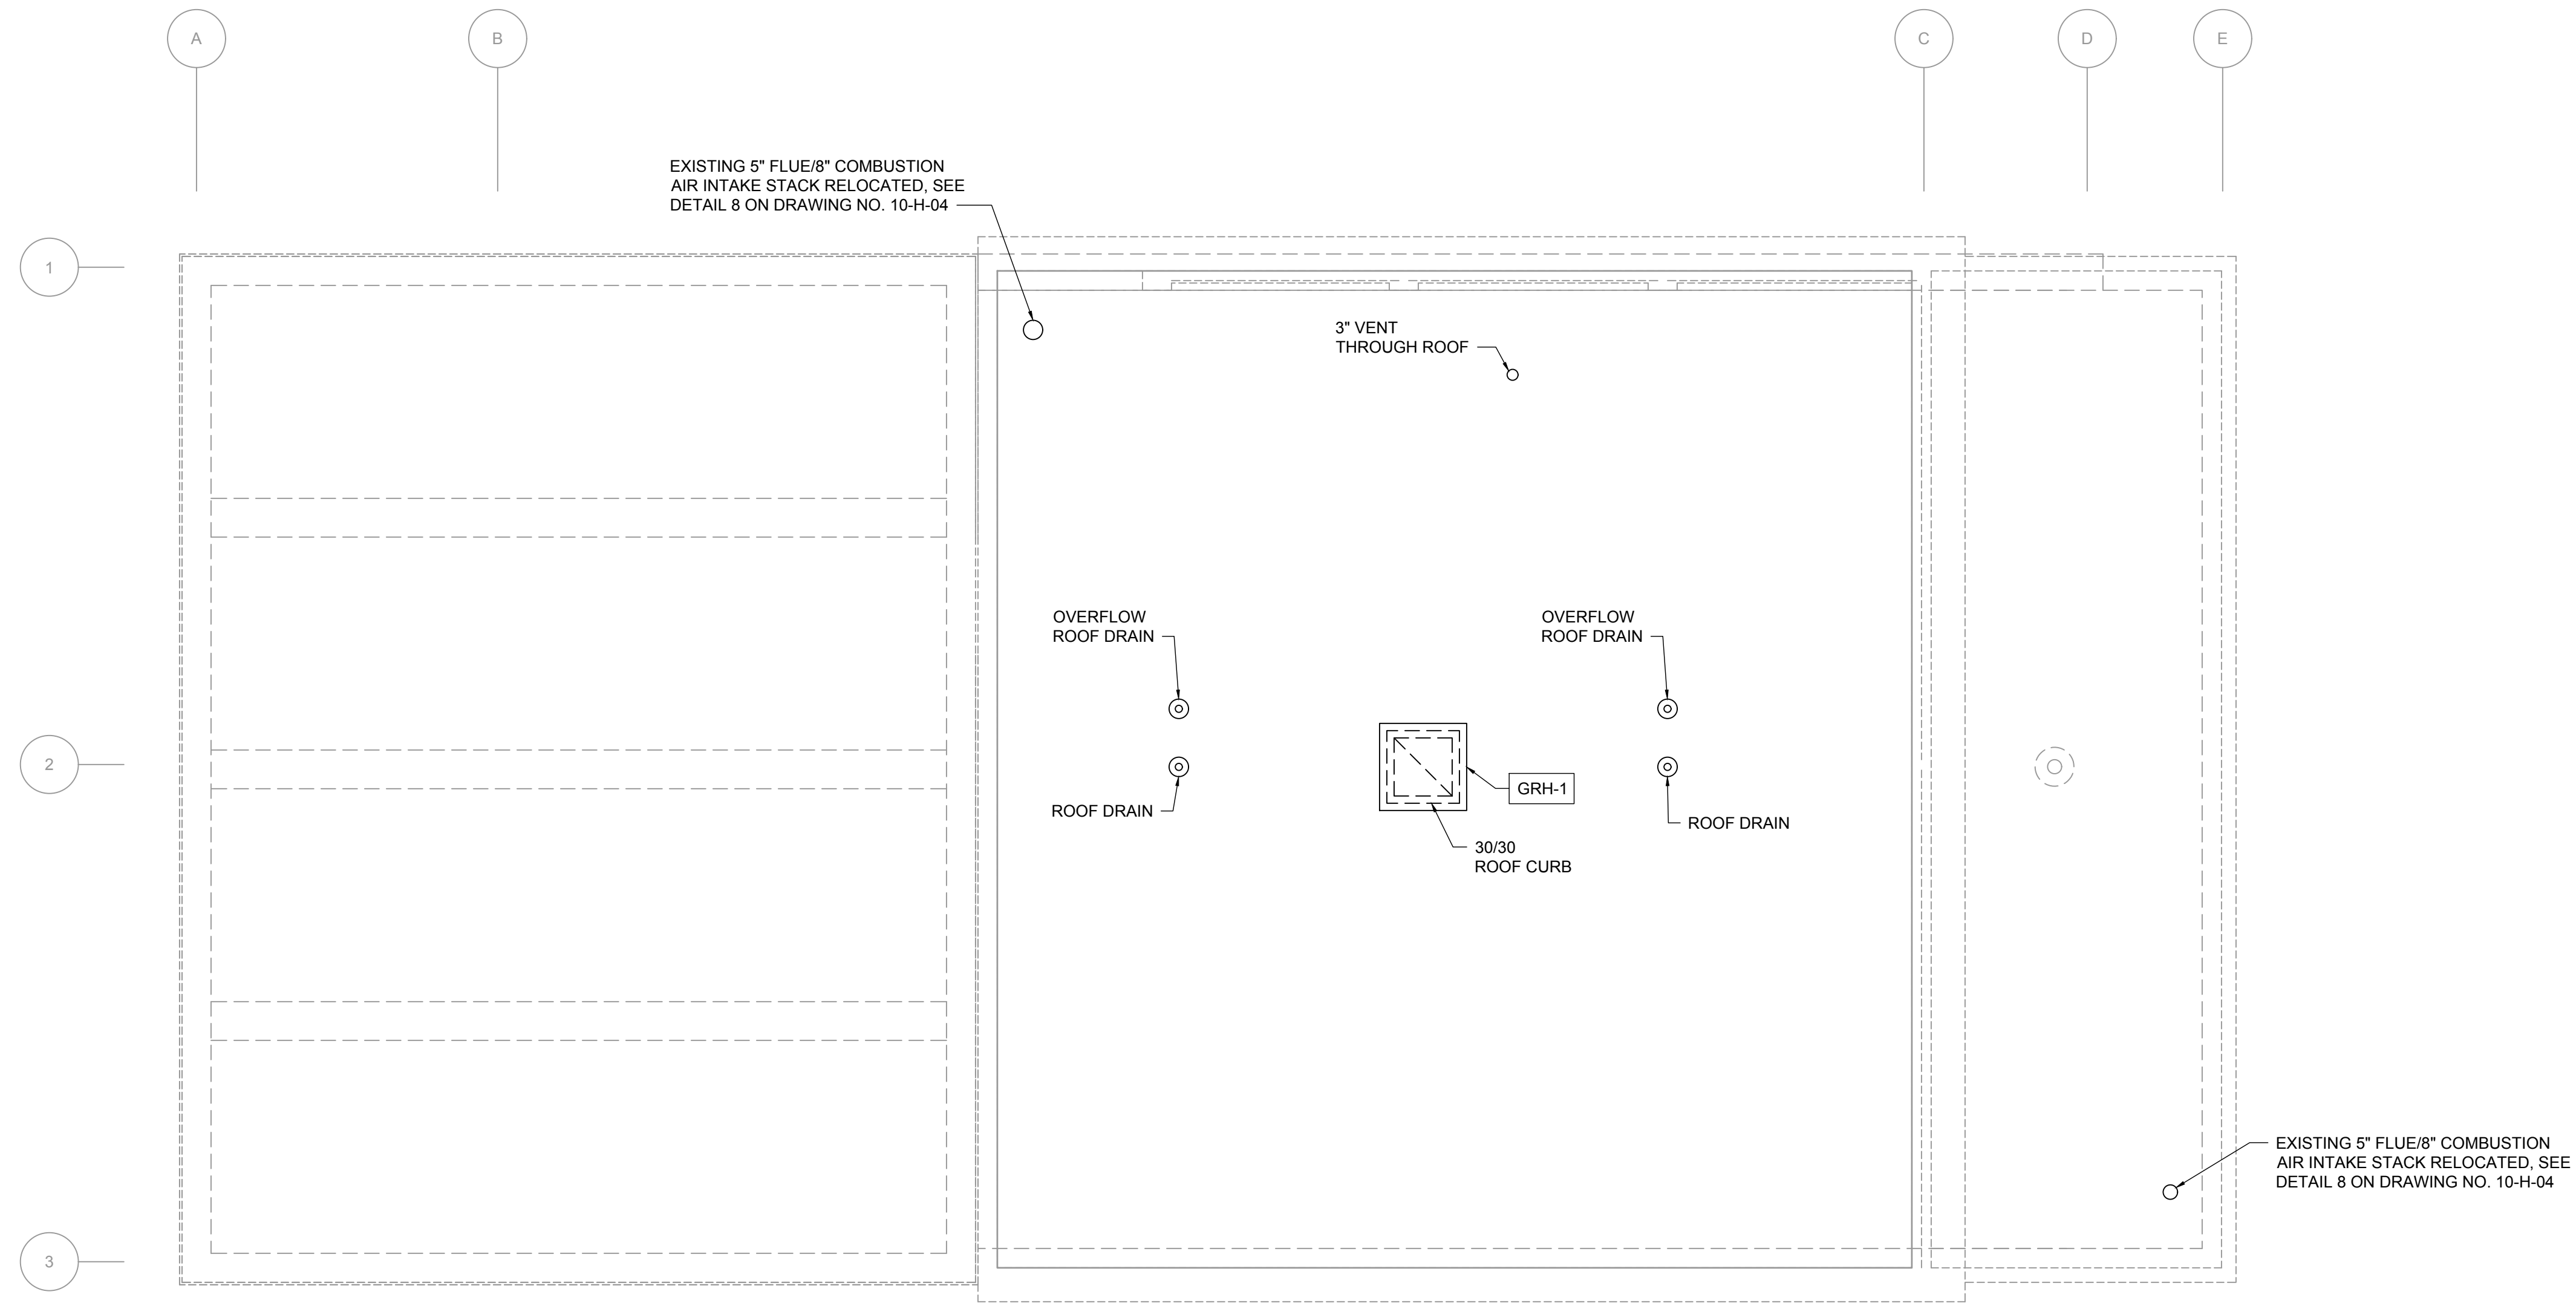 A
B
C
D
E
EXISTING 5" FLUE/8" COMBUSTION
AIR INTAKE STACK RELOCATED, SEE
DETAIL 8 ON DRAWING NO. 10-H-04
1
3" VENT
THROUGH ROOF
OVERFLOW
ROOF DRAIN
OVERFLOW
ROOF DRAIN
2
GRH-1
ROOF DRAIN
ROOF DRAIN
30/30
ROOF CURB
EXISTING 5" FLUE/8" COMBUSTION
AIR INTAKE STACK RELOCATED, SEE
DETAIL 8 ON DRAWING NO. 10-H-04
3